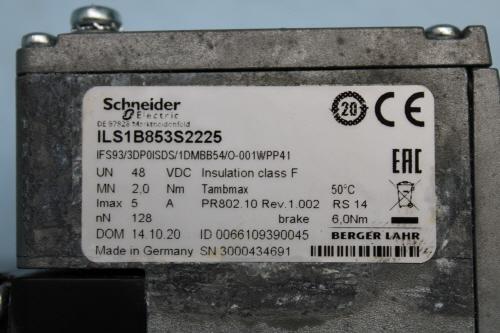 Schneider
Electric
DE 97828 Marktheidenfeld
20
CE
ILS1B853S2225
IFS93/3DP0ISDS/1DMBB54/O-001WPP41
EAC
UN 48 VDC Insulation class F
MN 2,0 Nm Tambmax 50°C
Imax 5 A PR802.10 Rev.1.002 RS 14
nN 128 brake 6,0Nm
DOM 14.10.20 ID 0066109390045 BERGER LAHR
Made in Germany SN 3000434691